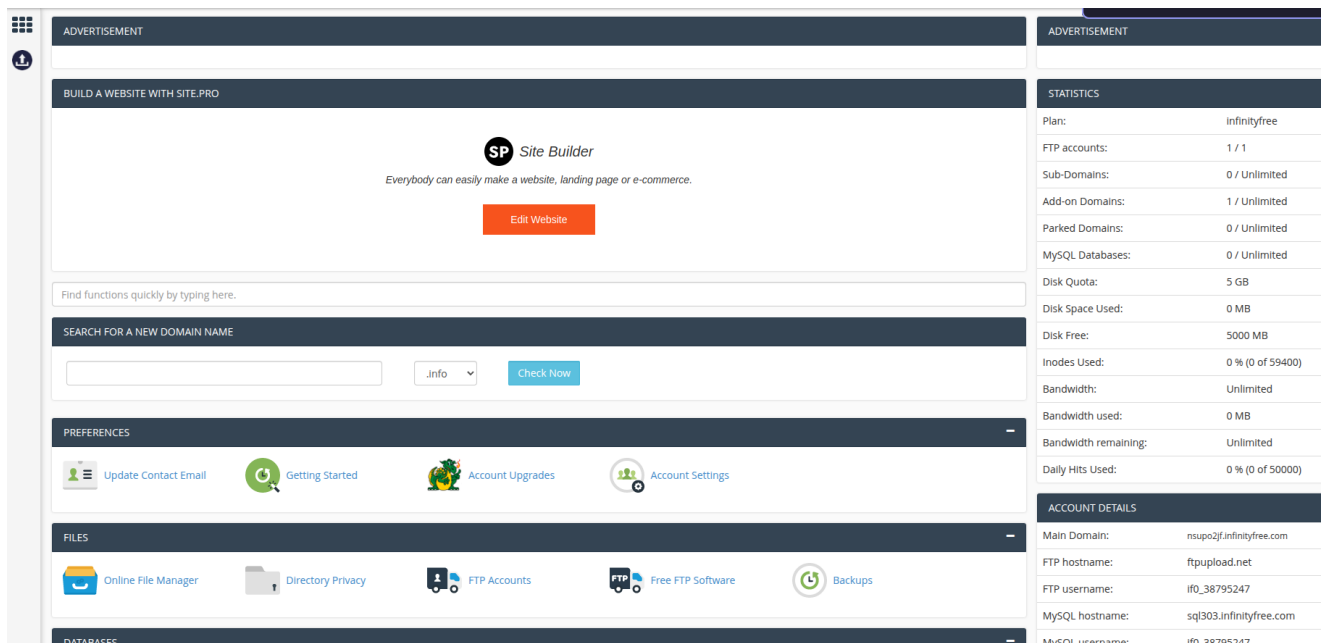 ADVERTISEMENT
BUILD A WEBSITE WITH SITE.PRO
SP Site Builder
Everybody can easily make a website, landing page or e-commerce.
Edit Website
Find functions quickly by typing here.
SEARCH FOR A NEW DOMAIN NAME
.info
Check Now
PREFERENCES
Update Contact Email
Getting Started
Account Upgrades
Account Settings
FILES
Online File Manager
Directory Privacy
FTP Accounts
FTP
Free FTP Software
Backups
DATABASES
ADVERTISEMENT
STATISTICS
Plan: infinityfree
FTP accounts: 1 / 1
Sub-Domains: 0 / Unlimited
Add-on Domains: 1 / Unlimited
Parked Domains: 0 / Unlimited
MySQL Databases: 0 / Unlimited
Disk Quota: 5 GB
Disk Space Used: 0 MB
Disk Free: 5000 MB
Inodes Used: 0 % (0 of 59400)
Bandwidth: Unlimited
Bandwidth used: 0 MB
Bandwidth remaining: Unlimited
Daily Hits Used: 0 % (0 of 50000)
ACCOUNT DETAILS
Main Domain: nsupo2jf.infinityfree.com
FTP hostname: ftpupload.net
FTP username: if0_38795247
MySQL hostname: sql303.infinityfree.com
MySQL username: if0_38795247